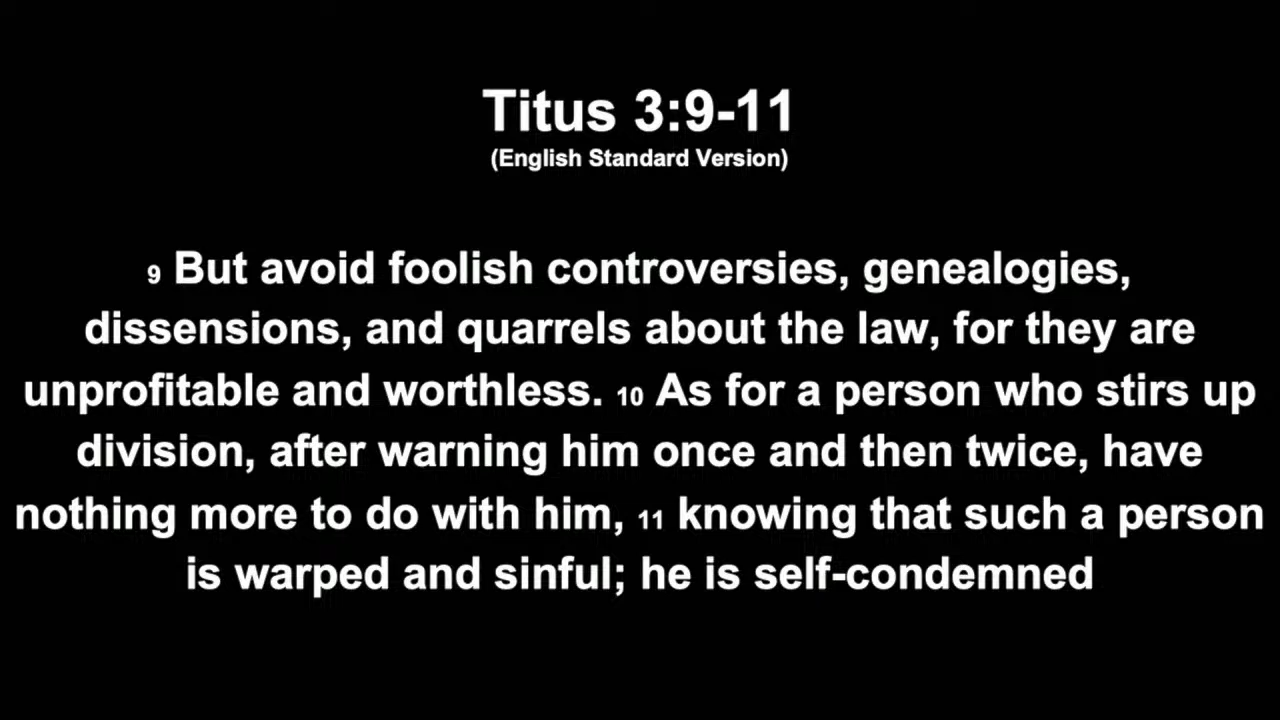 Titus 3:9-11
(English Standard Version)
9 But avoid foolish controversies, genealogies,
dissensions, and quarrels about the law, for they are
unprofitable and worthless. 10 As for a person who stirs up
division, after warning him once and then twice, have
nothing more to do with him, 11 knowing that such a person
is warped and sinful; he is self-condemned